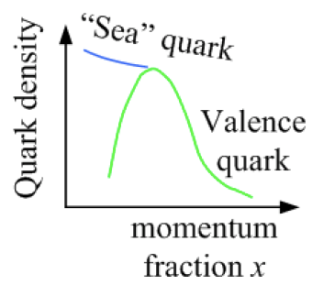 “Sea” quark
Quark density
Valence
quark
momentum
fraction x